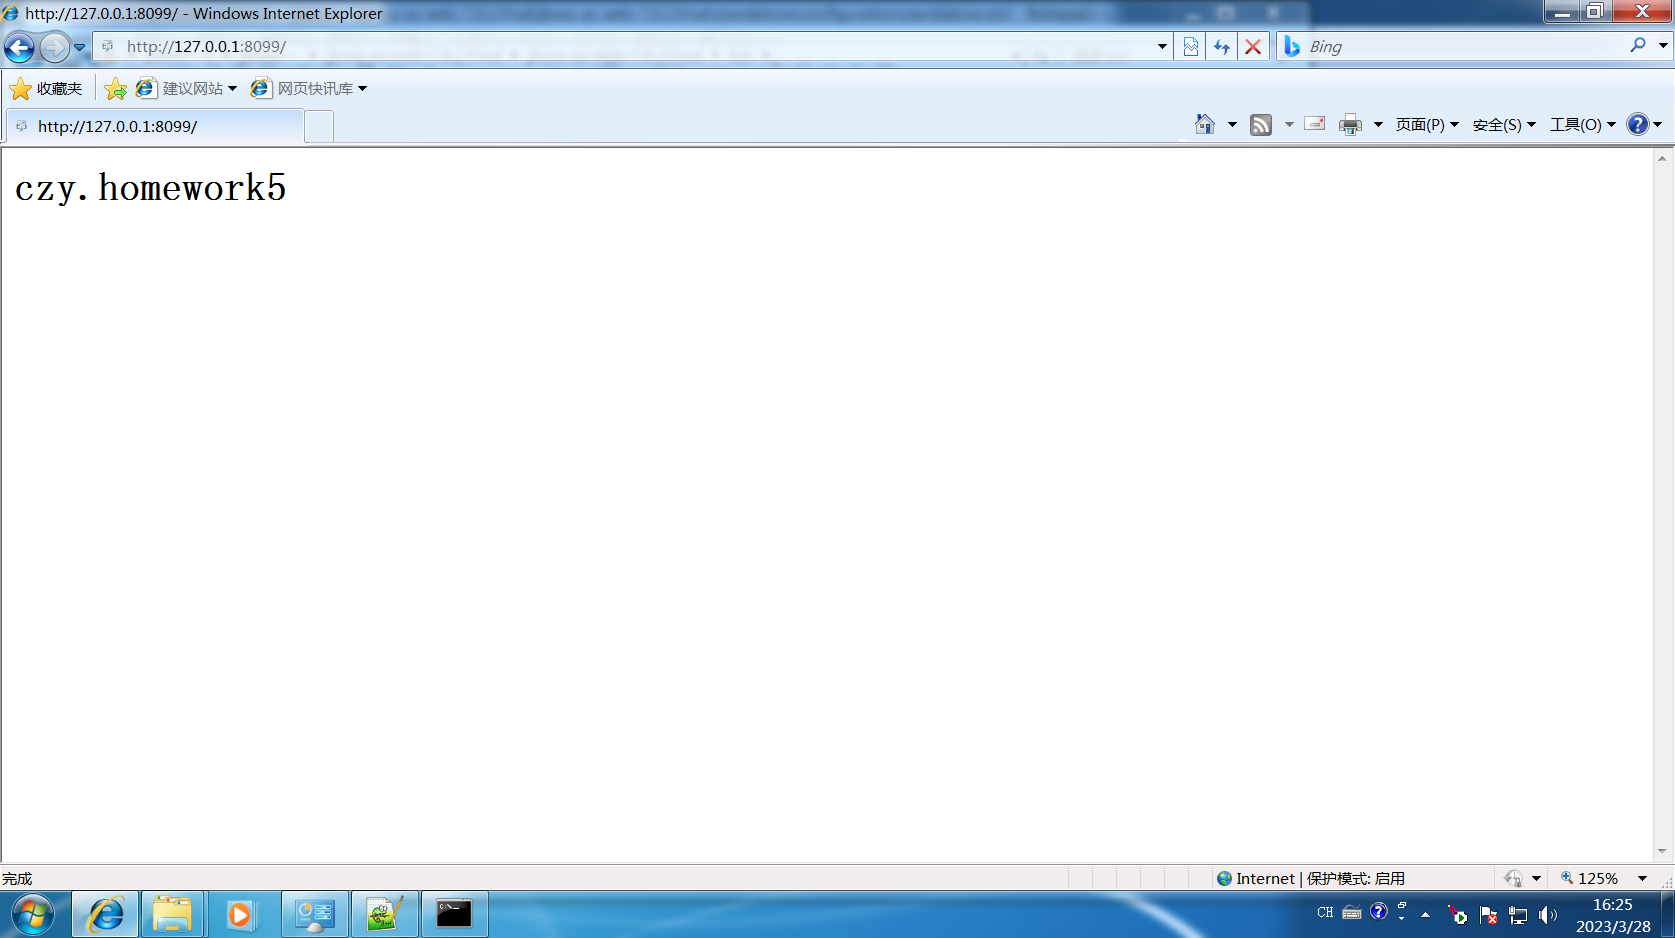 http://127.0.0.1:8099/ - Windows Internet Explorer
http://127.0.0.1:8099/
Bing
收藏夹
建议网站
网页快讯库
http://127.0.0.1:8099/
页面(P)
安全(S)
工具(O)
czy.homework5
完成
Internet | 保护模式: 启用
125%
CH
16:25
2023/3/28